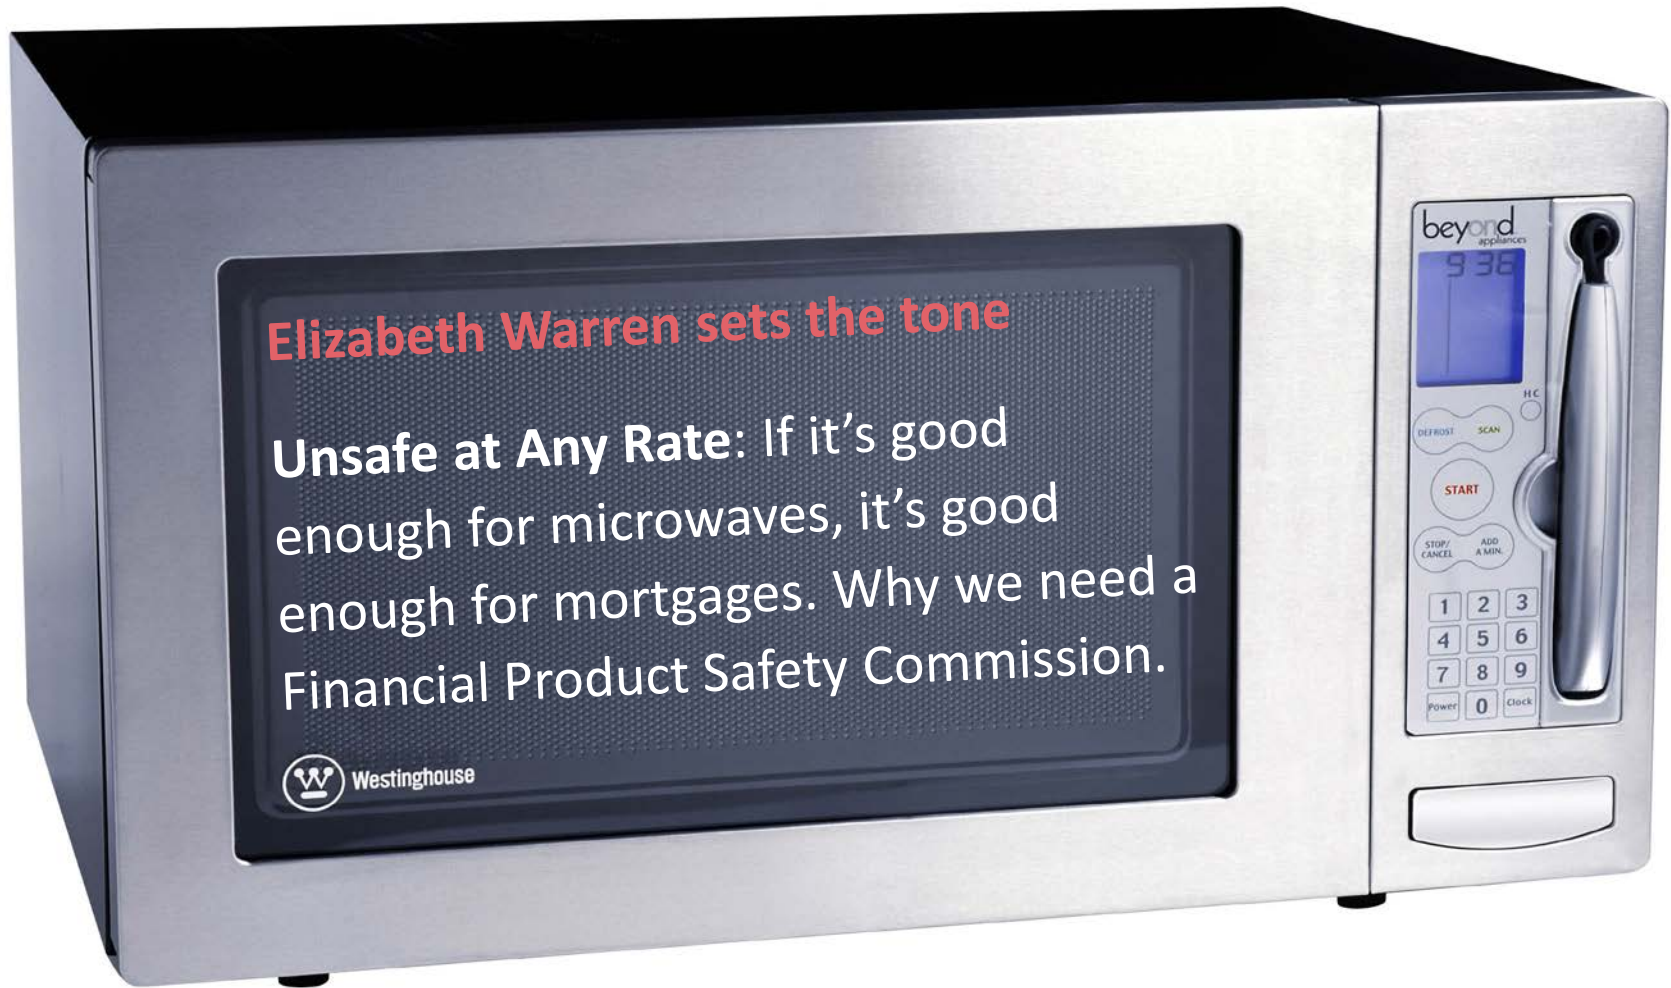 Elizabeth Warren sets the tone
Unsafe at Any Rate: If it’s good
enough for microwaves, it’s good
enough for mortgages. Why we need a
Financial Product Safety Commission.
W Westinghouse
beyond
appliances
9 38
H C
DEFROST SCAN
START
STOP/
CANCEL
ADD
A MIN.
1 2 3
4 5 6
7 8 9
Power 0 Clock